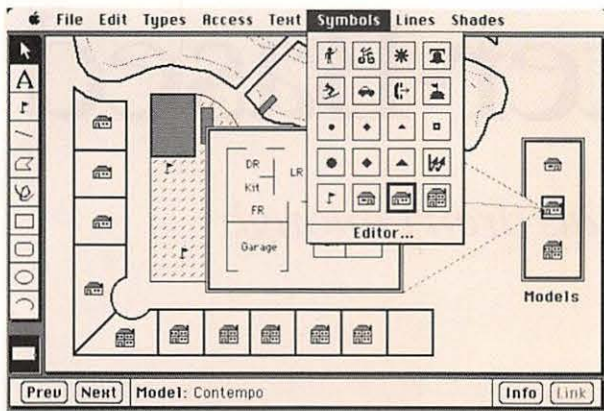 File Edit Types Access Text Symbols Lines Shades
A
DR
LR
Kit
FR
Garage
Editor...
Models
Prev Next Model: Contempo Info Link